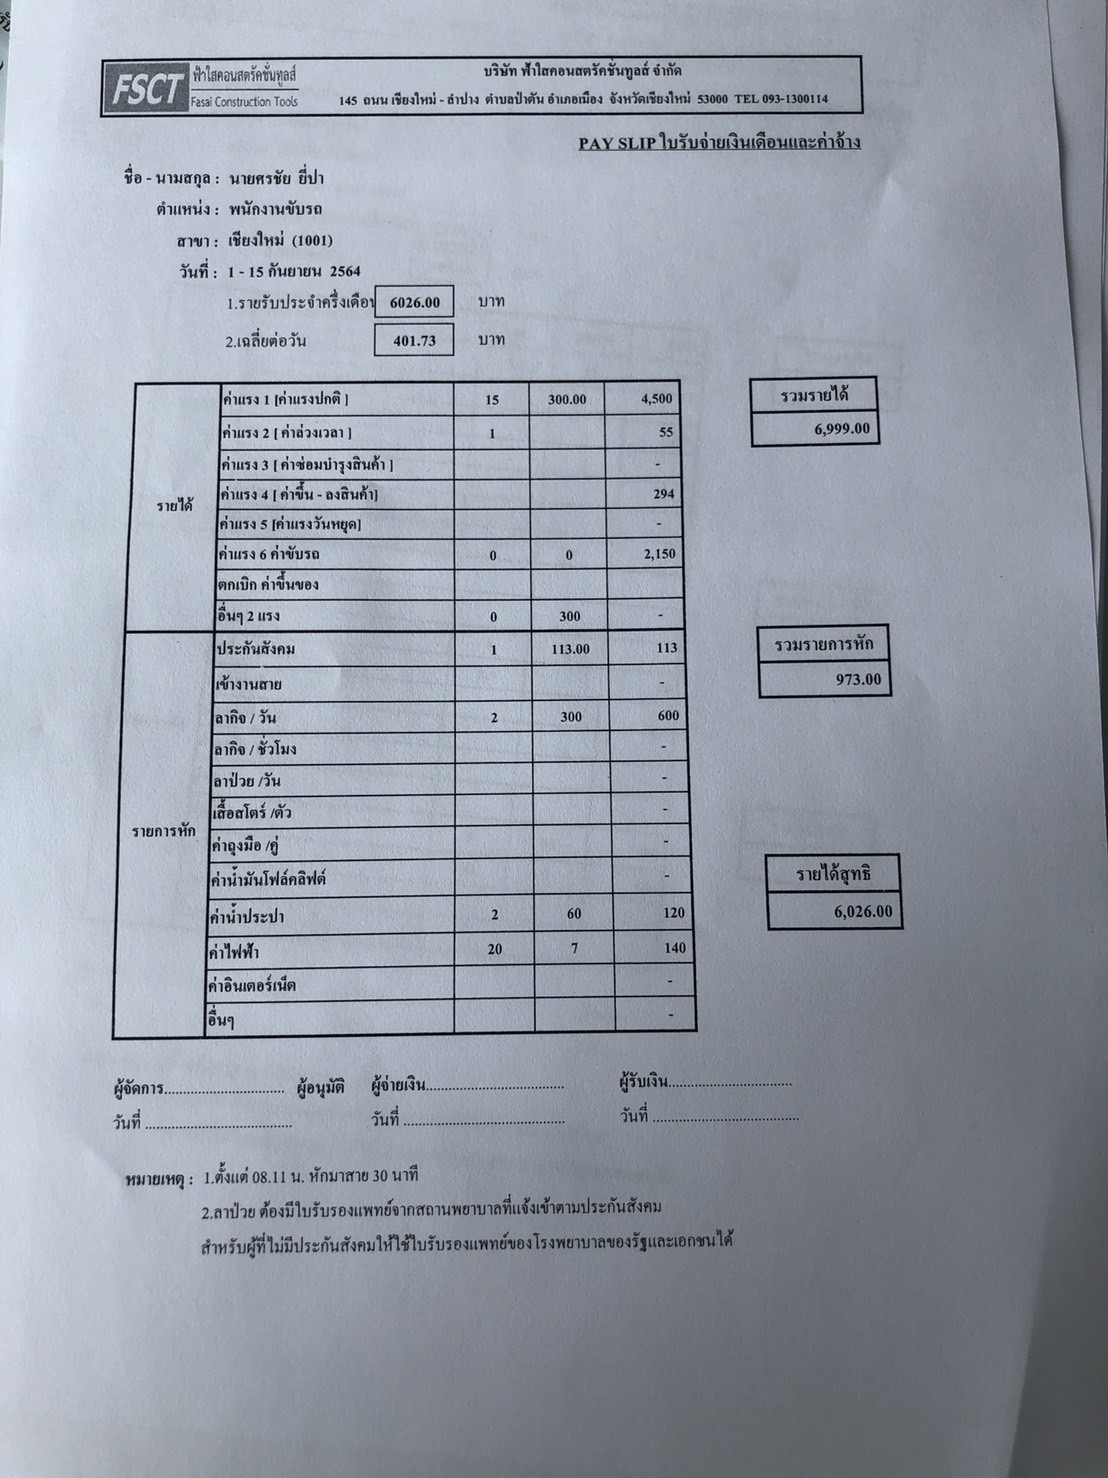 FSCT ฟ้าใสคอนสตรัคชั่นทูลส์
Fasai Construction Tools
บริษัท ฟ้าใสคอนสตรัคชั่นทูลส์ จำกัด
145 ถนน เชียงใหม่ - ลำปาง ตำบลป่าตัน อำเภอเมือง จังหวัดเชียงใหม่ 53000 TEL 093-1300114
PAY SLIP ใบรับจ่ายเงินเดือนและค่าจ้าง
ชื่อ - นามสกุล : นายศรชัย ยี่ปา
ตำแหน่ง : พนักงานขับรถ
สาขา : เชียงใหม่ (1001)
วันที่ : 1 - 15 กันยายน 2564
1.รายรับประจำครึ่งเดือน 6026.00 บาท
2.เฉลี่ยต่อวัน 401.73 บาท
รายได้
ค่าแรง 1 [ค่าแรงปกติ ] 15 300.00 4,500
ค่าแรง 2 [ ค่าล่วงเวลา ] 1 55
ค่าแรง 3 [ ค่าซ่อมบำรุงสินค้า ] -
ค่าแรง 4 [ ค่าขึ้น - ลงสินค้า] 294
ค่าแรง 5 [ค่าแรงวันหยุด] -
ค่าแรง 6 ค่าขับรถ 0 0 2,150
ตกเบิก ค่าขึ้นของ
อื่นๆ 2 แรง 0 300 -
รวมรายได้
6,999.00
รายการหัก
ประกันสังคม 1 113.00 113
เข้างานสาย -
ลากิจ / วัน 2 300 600
ลากิจ / ชั่วโมง -
ลาป่วย /วัน -
เสื้อสโตร์ /ตัว -
ค่าถุงมือ /คู่ -
ค่าน้ำมันโฟล์คลิฟต์ -
ค่าน้ำประปา 2 60 120
ค่าไฟฟ้า 20 7 140
ค่าอินเตอร์เน็ต -
อื่นๆ -
รวมรายการหัก
973.00
รายได้สุทธิ
6,026.00
ผู้จัดการ.............................. ผู้อนุมัติ ผู้จ่ายเงิน.................................. ผู้รับเงิน...............................
วันที่ ..................................... วันที่ ........................................ วันที่ .....................................
หมายเหตุ : 1.ตั้งแต่ 08.11 น. หักมาสาย 30 นาที
2.ลาป่วย ต้องมีใบรับรองแพทย์จากสถานพยาบาลที่แจ้งเข้าตามประกันสังคม
สำหรับผู้ที่ไม่มีประกันสังคมให้ใช้ใบรับรองแพทย์ของโรงพยาบาลของรัฐและเอกชนได้